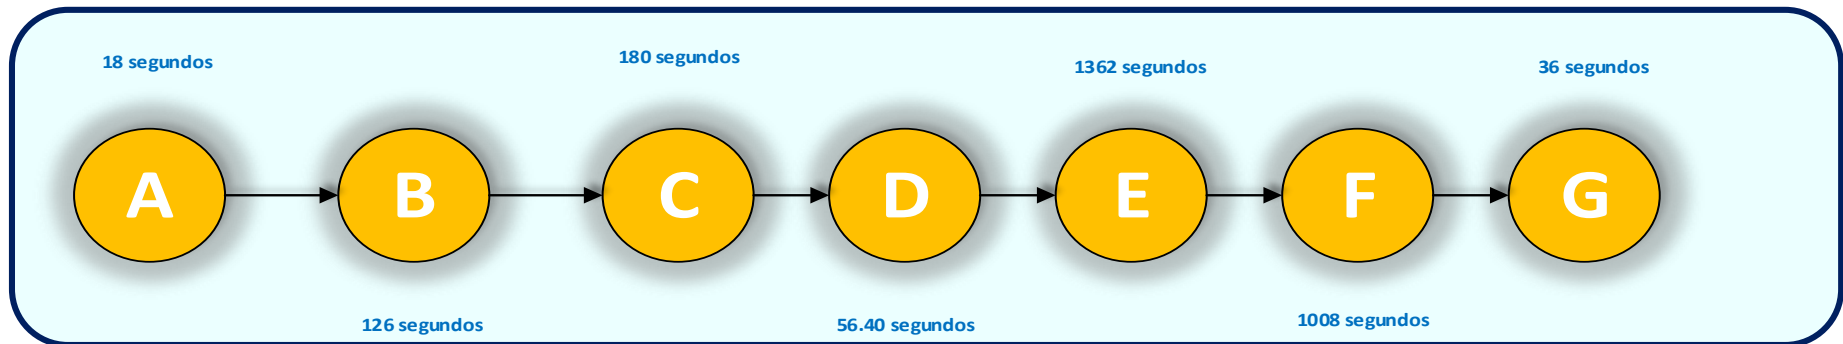 18 segundos
180 segundos
1362 segundos
36 segundos
A
B
C
D
E
F
G
126 segundos
56.40 segundos
1008 segundos